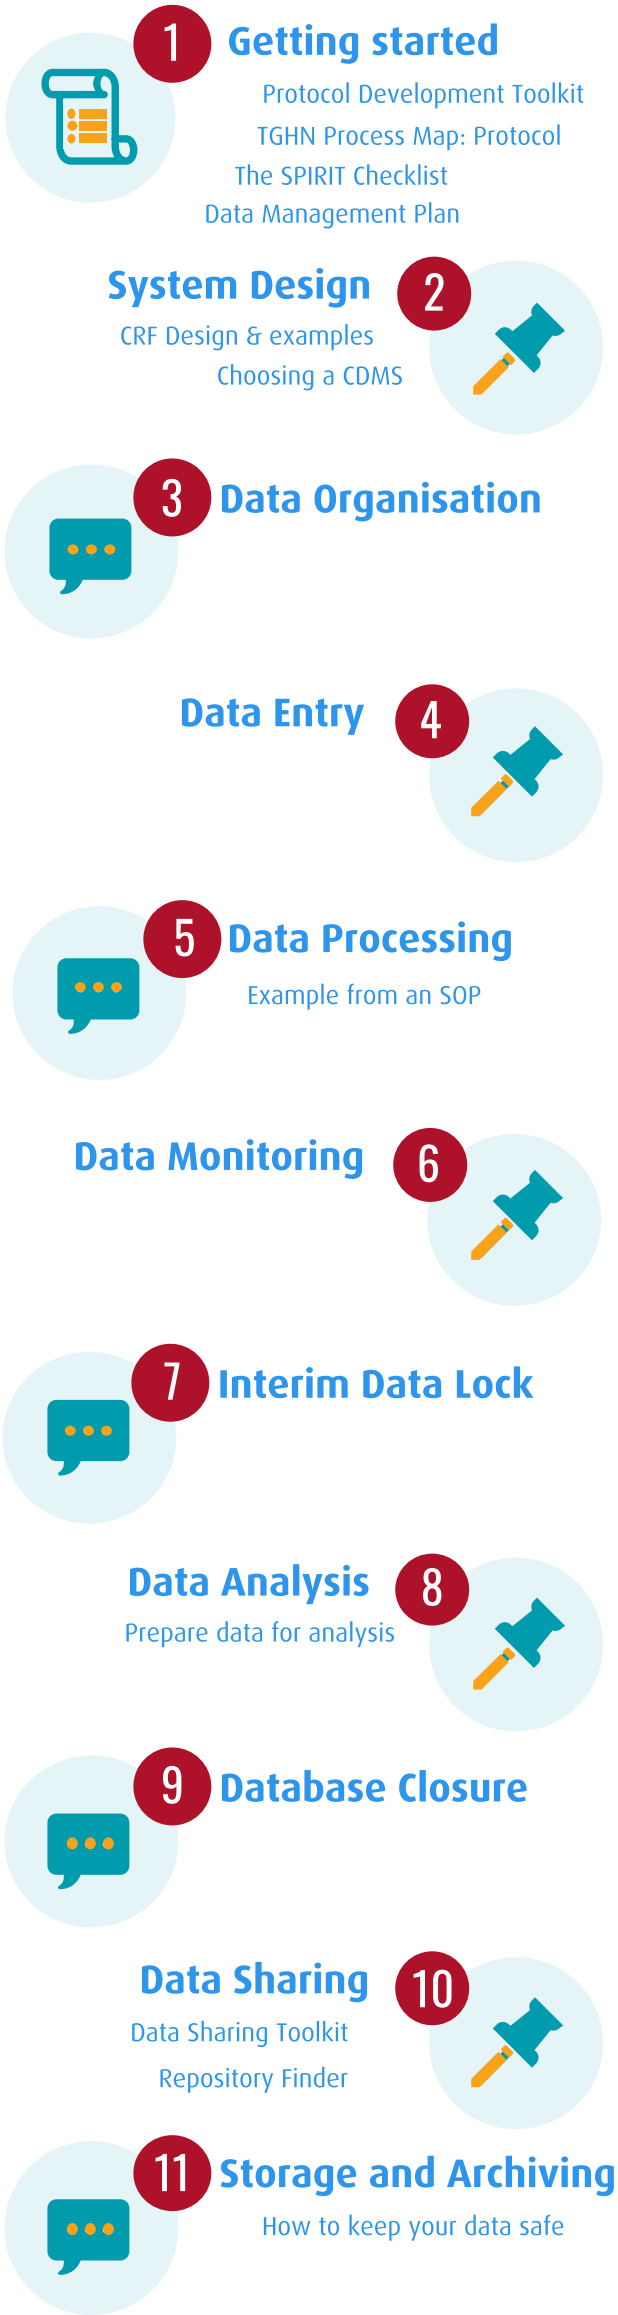 1 Getting started
Protocol Development Toolkit
TGHN Process Map: Protocol
The SPIRIT Checklist
Data Management Plan
System Design 2
CRF Design & examples
Choosing a CDMS
3 Data Organisation
Data Entry 4
5 Data Processing
Example from an SOP
Data Monitoring 6
7 Interim Data Lock
Data Analysis 8
Prepare data for analysis
9 Database Closure
Data Sharing 10
Data Sharing Toolkit
Repository Finder
11 Storage and Archiving
How to keep your data safe